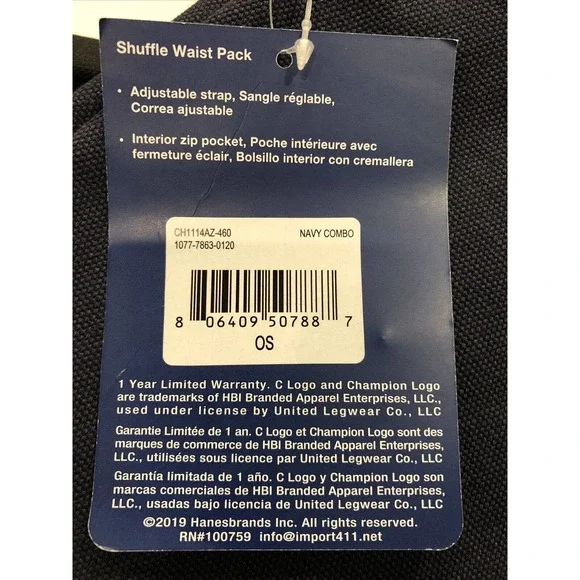 Shuffle Waist Pack
• Adjustable strap, Sangle réglable,
Correa ajustable
• Interior zip pocket, Poche intérieure avec
fermeture éclair, Bolsillo interior con cremallera
CH1114AZ-460 NAVY COMBO
1077-7863-0120
8 06409 50788 7
OS
1 Year Limited Warranty. C Logo and Champion Logo
are trademarks of HBI Branded Apparel Enterprises, LLC.,
used under license by United Legwear Co., LLC
Garantie Limitée de 1 an. C Logo et Champion Logo sont des
marques de commerce de HBI Branded Apparel Enterprises,
LLC., utilisées sous licence par United Legwear Co., LLC
Garantía limitada de 1 año. C Logo y Champion Logo son
marcas comerciales de HBI Branded Apparel Enterprises,
LLC., usadas bajo licencia de United Legwear Co., LLC
©2019 Hanesbrands Inc. All rights reserved.
RN#100759 info@import411.net